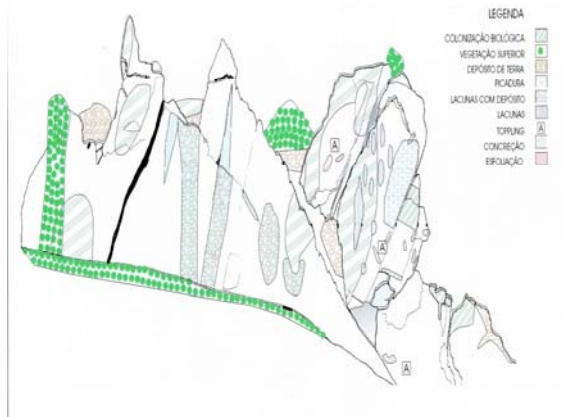 LEGENDA
COLONIZAÇÃO BIOLÓGICA
VEGETAÇÃO SUPERIOR
DEPÓSITO DE TERRA
PICADURA
LACUNAS COM DEPÓSITO
LACUNAS
TOPPLING A
CONCREÇÃO
ESFOLIAÇÃO
A
A
A